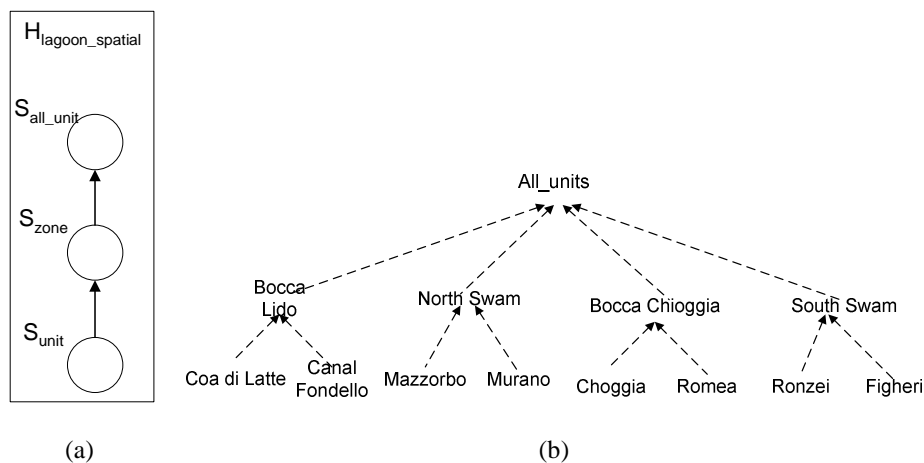 H_lagoon_spatial
S_all_unit
S_zone
S_unit
(a)
All_units
Bocca
Lido
North Swam
Bocca Chioggia
South Swam
Coa di Latte
Canal
Fondello
Mazzorbo
Murano
Choggia
Romea
Ronzei
Figheri
(b)